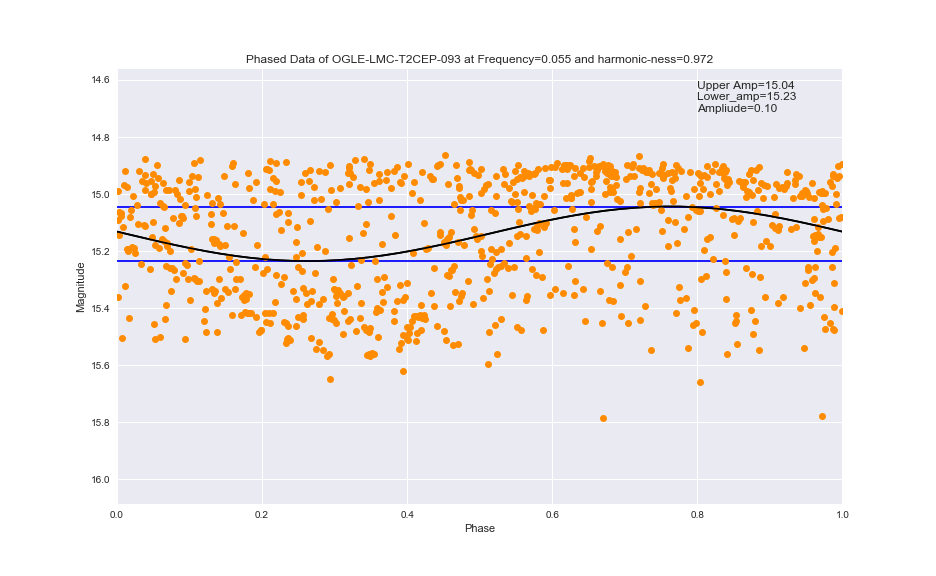 Phased Data of OGLE-LMC-T2CEP-093 at Frequency=0.055 and harmonic-ness=0.972
Upper Amp=15.04
Lower_amp=15.23
Ampliude=0.10
14.6
14.8
15.0
15.2
15.4
15.6
15.8
16.0
Magnitude
0.0
0.2
0.4
0.6
0.8
1.0
Phase